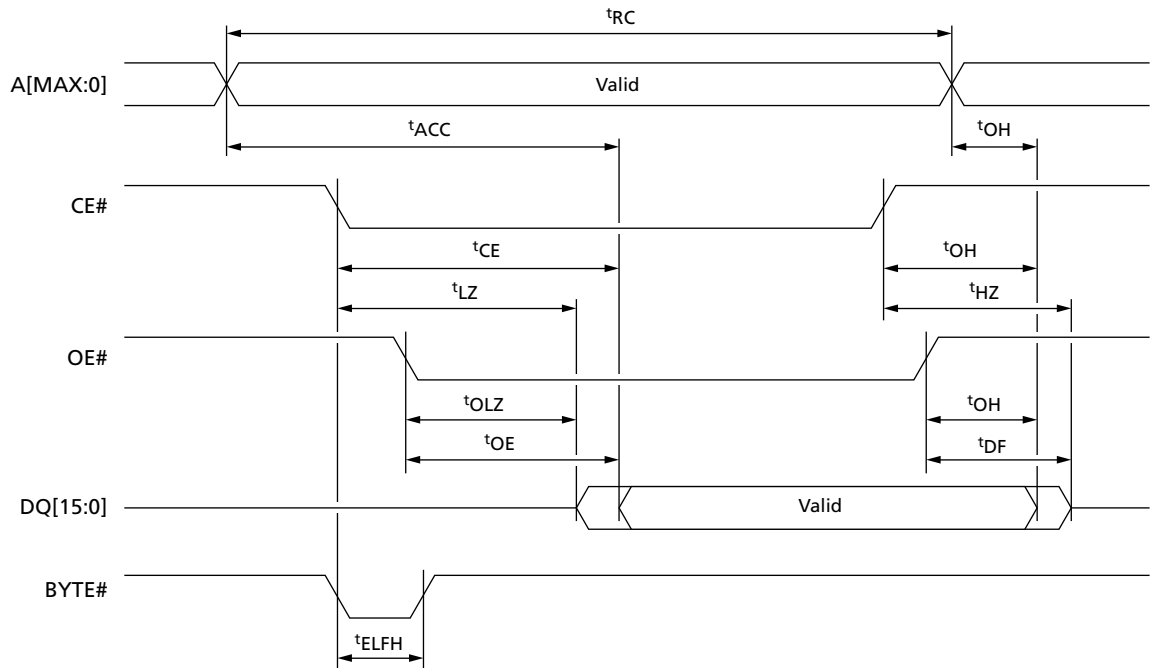 tRC
A[MAX:0]
Valid
tACC
tOH
CE#
tCE
tOH
tLZ
tHZ
OE#
tOLZ
tOH
tOE
tDF
DQ[15:0]
Valid
BYTE#
tELFH